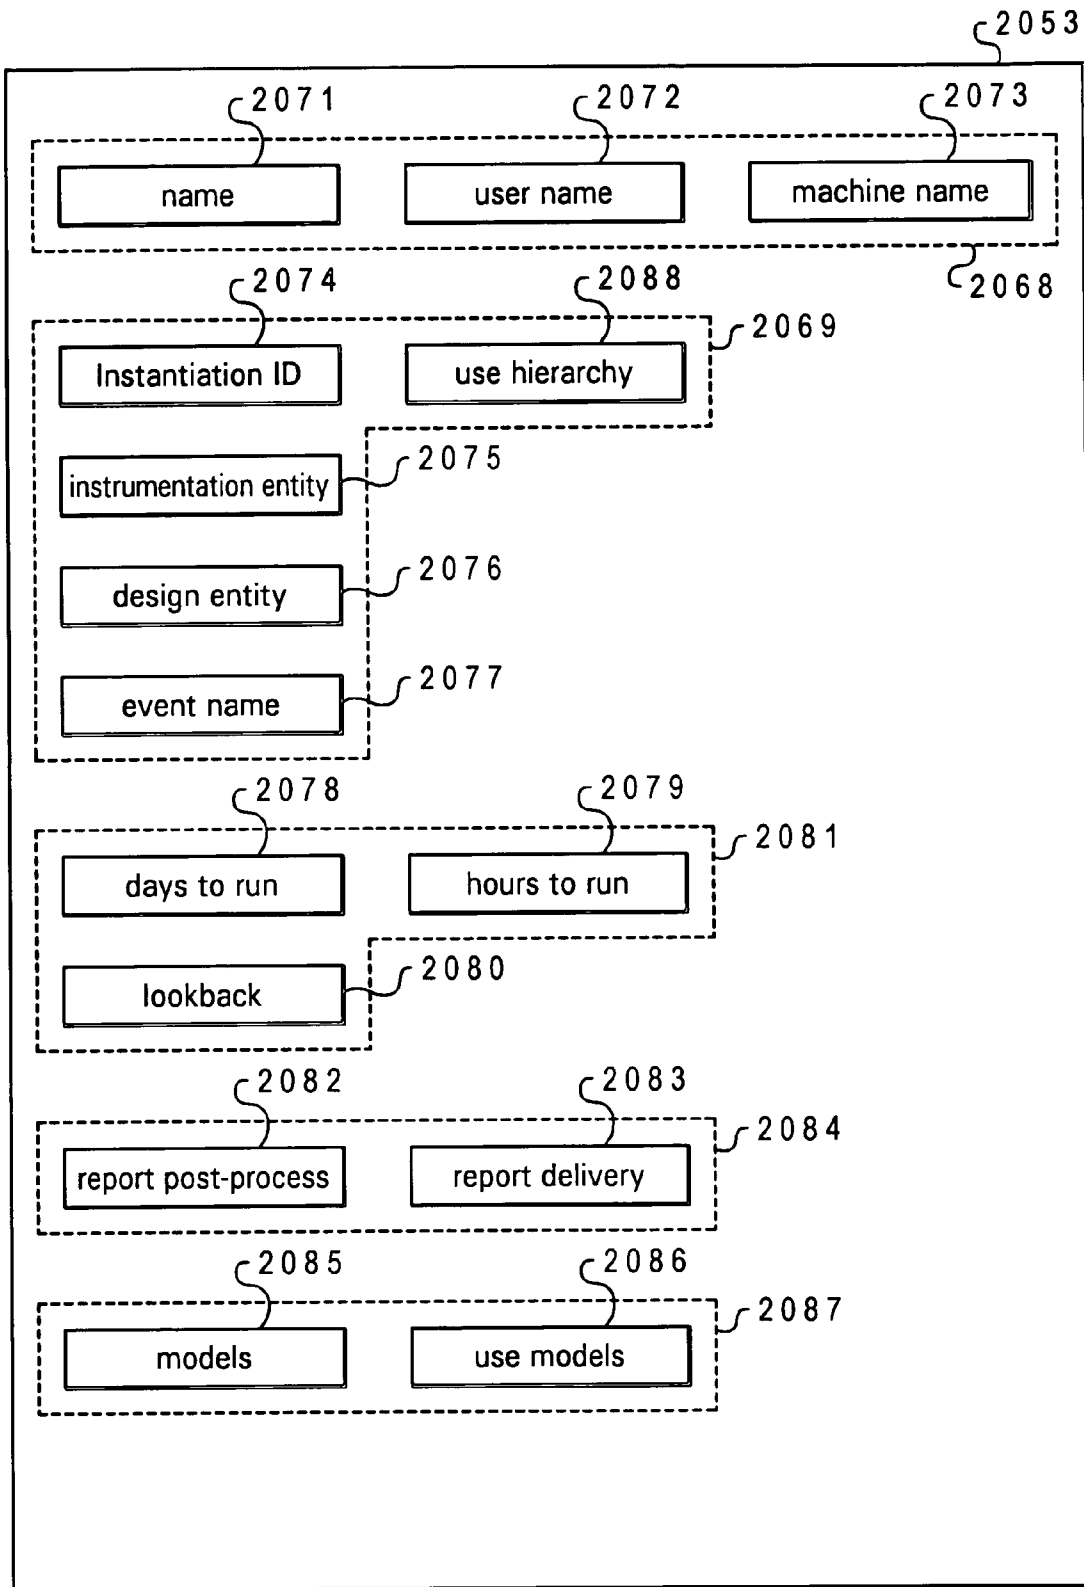 2053
2071 2072 2073
name user name machine name
2068
2074 2088
2069
Instantiation ID use hierarchy
2075
instrumentation entity
2076
design entity
2077
event name
2078 2079
2081
days to run hours to run
2080
lookback
2082 2083
2084
report post-process report delivery
2085 2086
2087
models use models